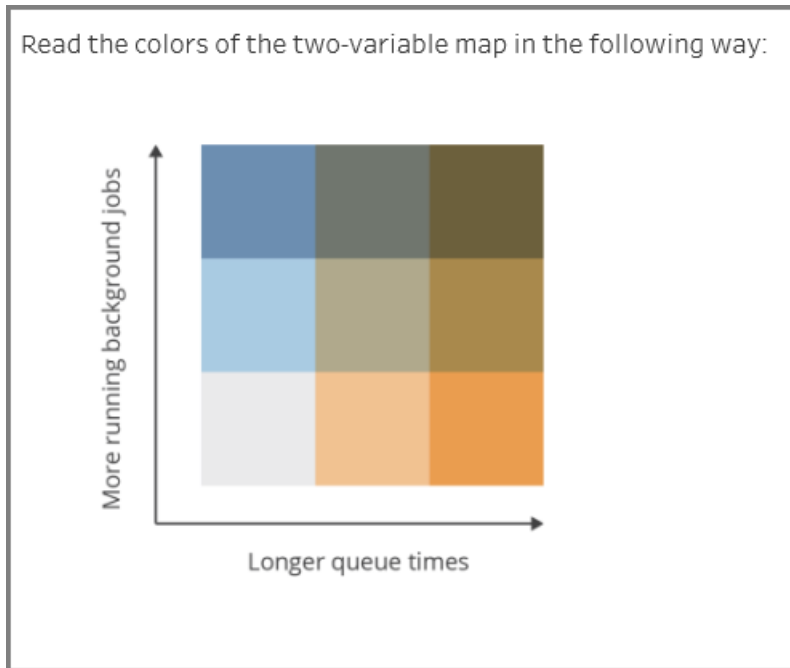 Read the colors of the two-variable map in the following way:
More running background jobs
Longer queue times